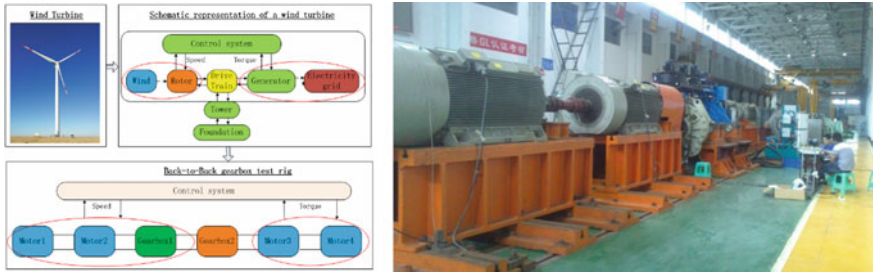 Wind Turbine
Schematic representation of a wind turbine
Control system
Speed
Torque
Wind
Drive
Train
Generator
Electricity
grid
Tower
Foundation
Back-to-Back gearbox test rig
Control system
Speed
Torque
Motor1
Motor2
Gearbox1
Gearbox2
Motor3
Motor4